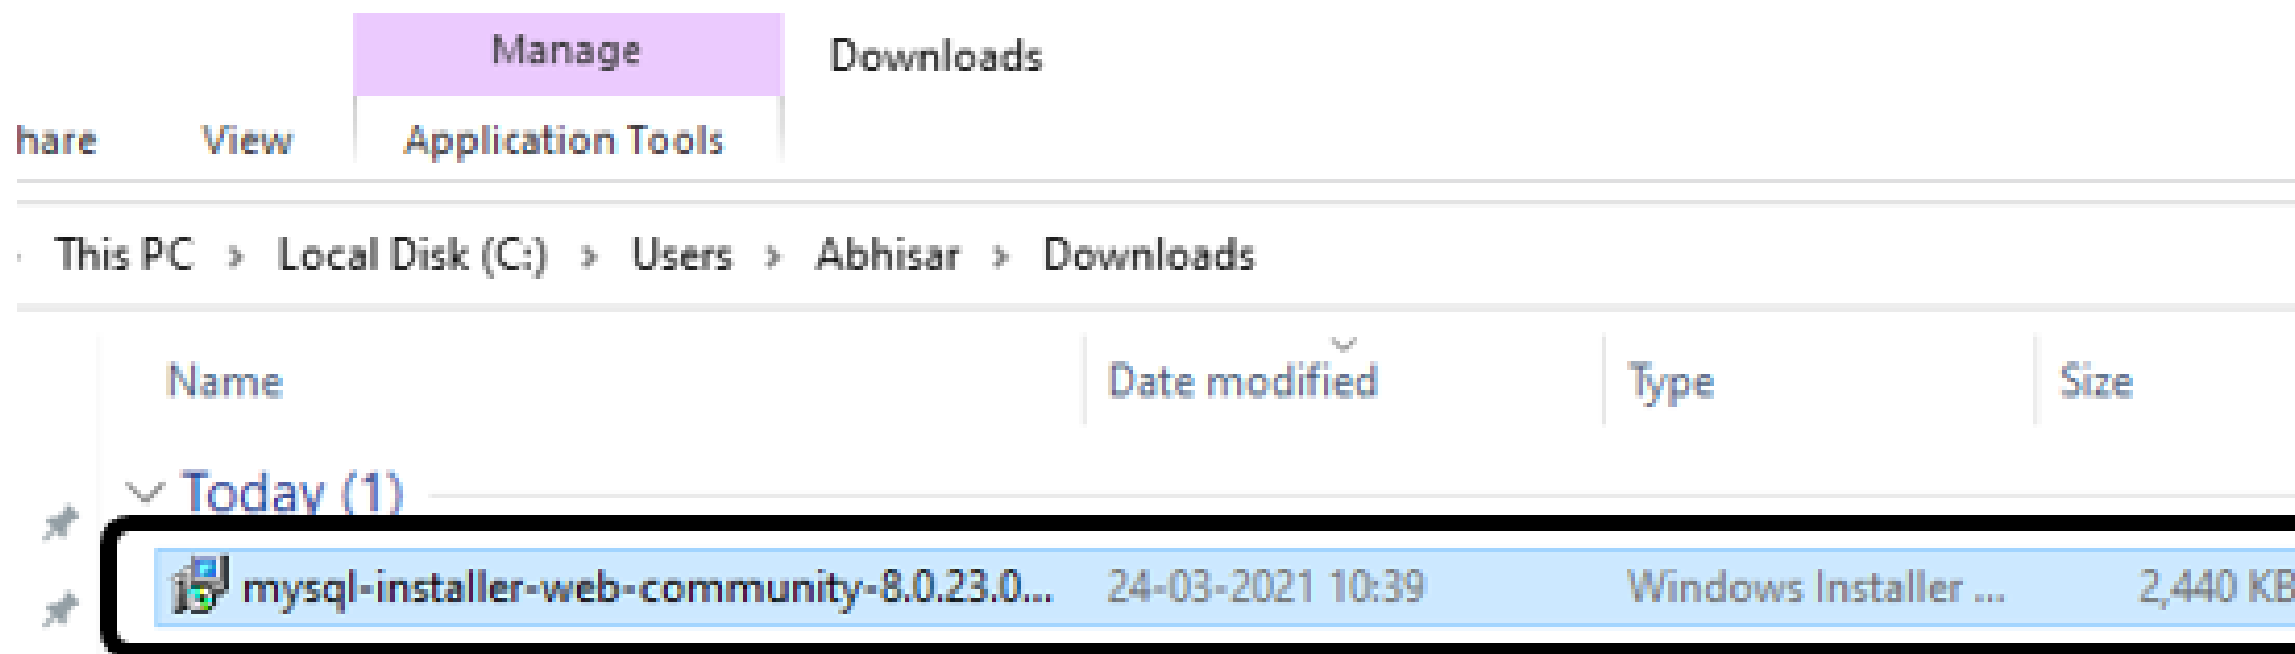 Manage Downloads
hare View Application Tools
This PC > Local Disk (C:) > Users > Abhisar > Downloads
Name Date modified Type Size
Today (1)
mysql-installer-web-community-8.0.23.0... 24-03-2021 10:39 Windows Installer ... 2,440 KB